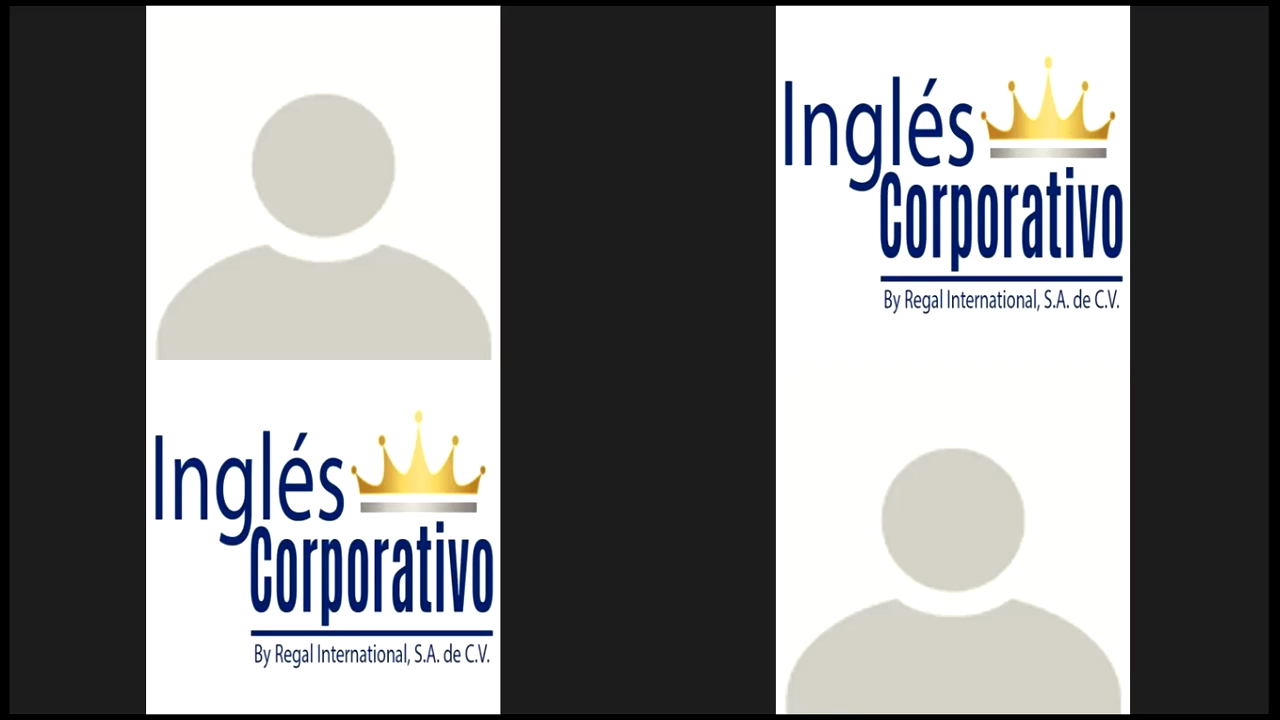 Inglés
Corporativo
By Regal International, S.A. de C.V.
Inglés
Corporativo
By Regal International, S.A. de C.V.